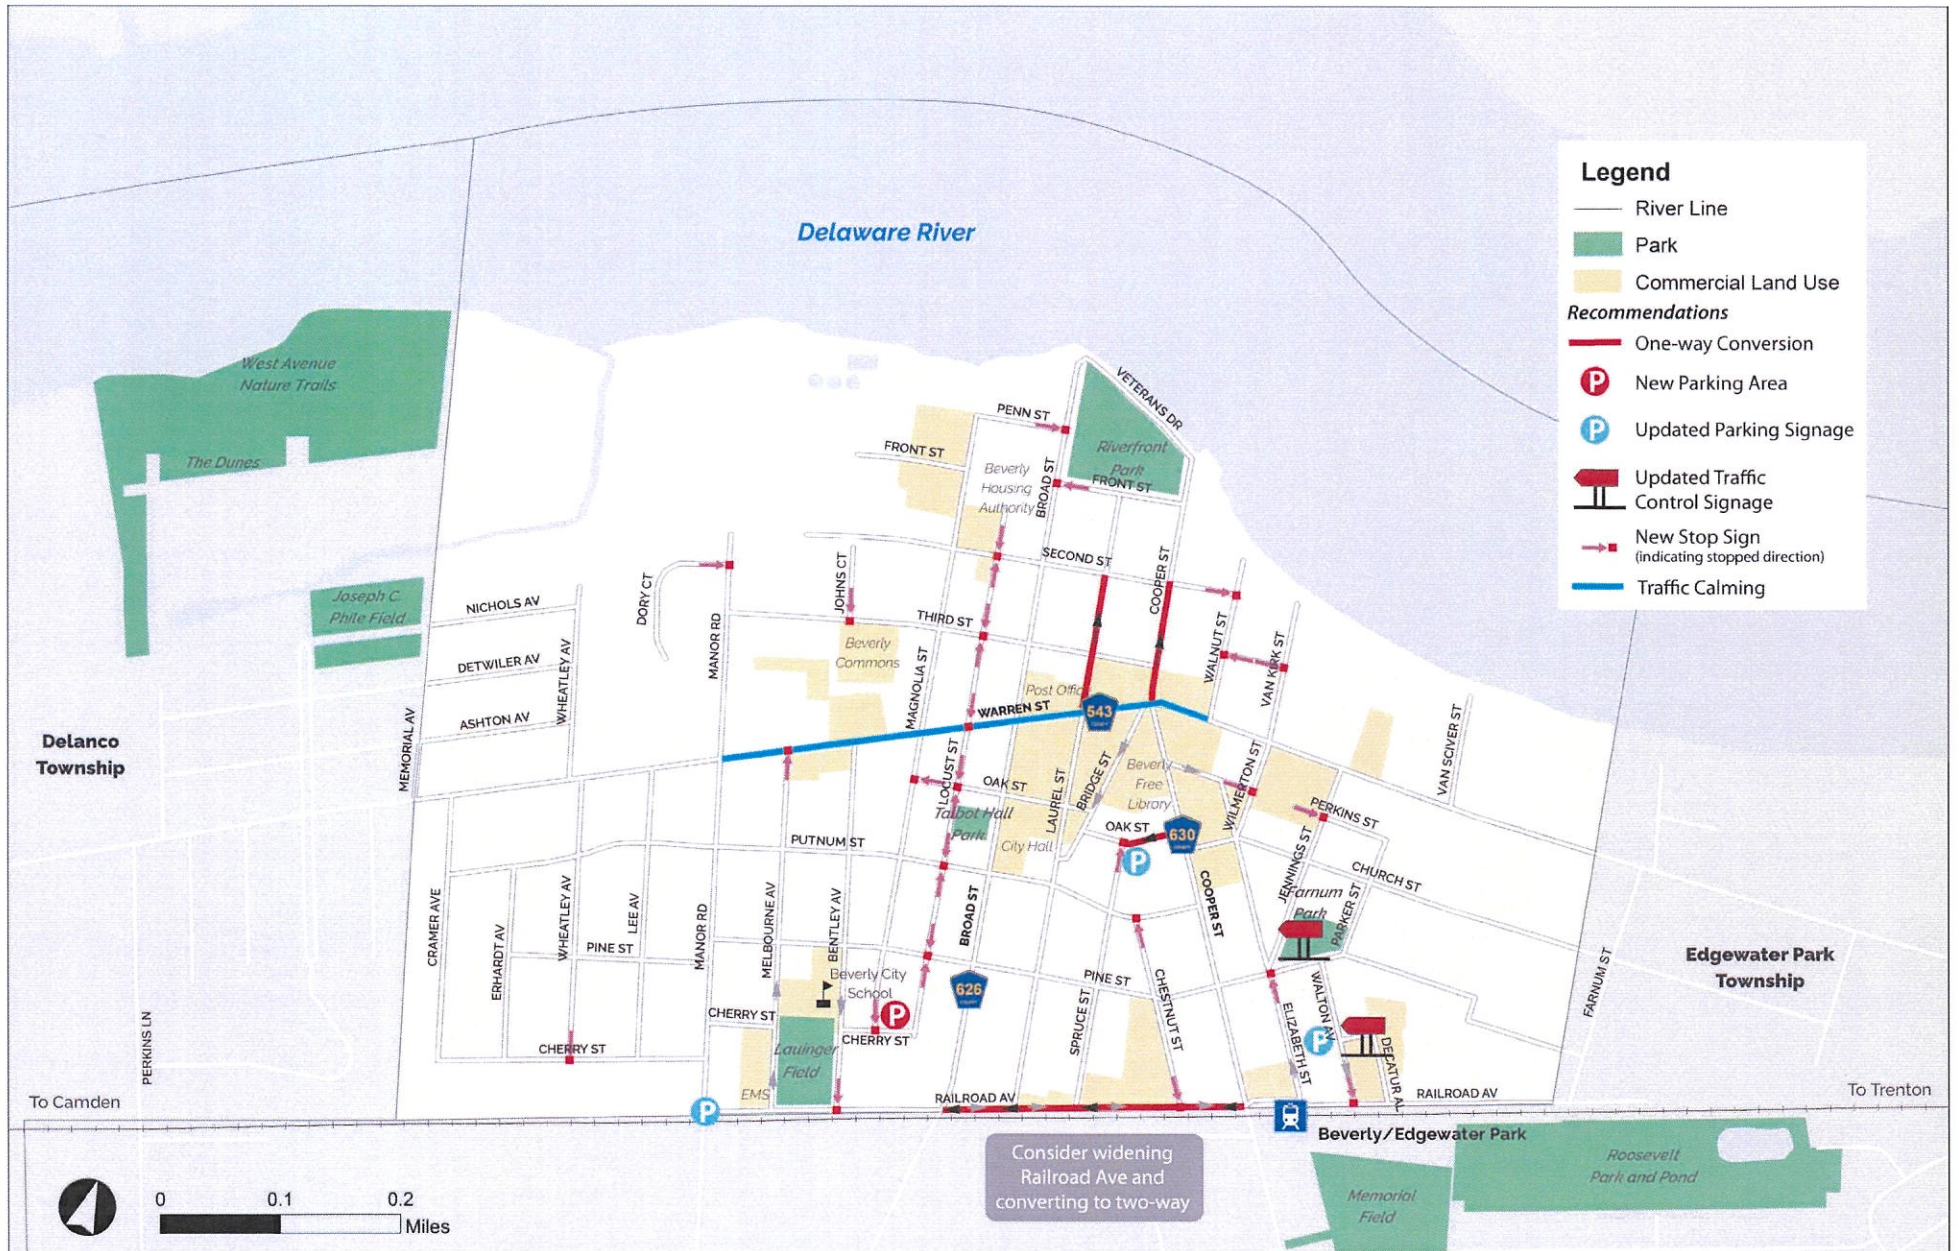 Delaware River
Legend
River Line
Park
Commercial Land Use
Recommendations
One-way Conversion
P
New Parking Area
P
Updated Parking Signage
Updated Traffic
Control Signage
New Stop Sign
(indicating stopped direction)
Traffic Calming
West Avenue
Nature Trails
The Dunes
Joseph C.
Phile Field
VETERANS DR
PENN ST
Riverfront
Park
FRONT ST
FRONT ST
Beverly
Housing
Authority
BROAD ST
SECOND ST
COOPER ST
NICHOLS AV
DETWILER AV
ASHTON AV
WHEATLEY AV
MEMORIAL AV
DORY CT
MANOR RD
JOHNS CT
THIRD ST
Beverly
Commons
MAGNOLIA ST
WALNUT ST
VAN KIRK ST
VAN SCIVER ST
Post Offic
WARREN ST
543
COUNTY
Delanco
Township
LOCUST ST
OAK ST
Talbot Hall
Park
City Hall
LAUREL ST
BRIDGE ST
Beverly
Free
Library
WILMERTON ST
PERKINS ST
OAK ST
630
COUNTY
P
PUTNUM ST
JENNINGS ST
CHURCH ST
Farnum
Park
PARKER ST
CRAMER AVE
ERHARDT AV
WHEATLEY AV
LEE AV
PINE ST
MANOR RD
MELBOURNE AV
BENTLEY AV
BROAD ST
COOPER ST
626
COUNTY
PINE ST
SPRUCE ST
CHESTNUT ST
Beverly City
School
P
CHERRY ST
CHERRY ST
CHERRY ST
Lauinger
Field
EMS
WALTON AV
ELIZABETH ST
P
DECATUR AL
FARNUM ST
Edgewater Park
Township
PERKINS LN
To Camden
P
RAILROAD AV
RAILROAD AV
To Trenton
Beverly/Edgewater Park
Consider widening
Railroad Ave and
converting to two-way
Memorial
Field
Roosevelt
Park and Pond
0 0.1 0.2
Miles